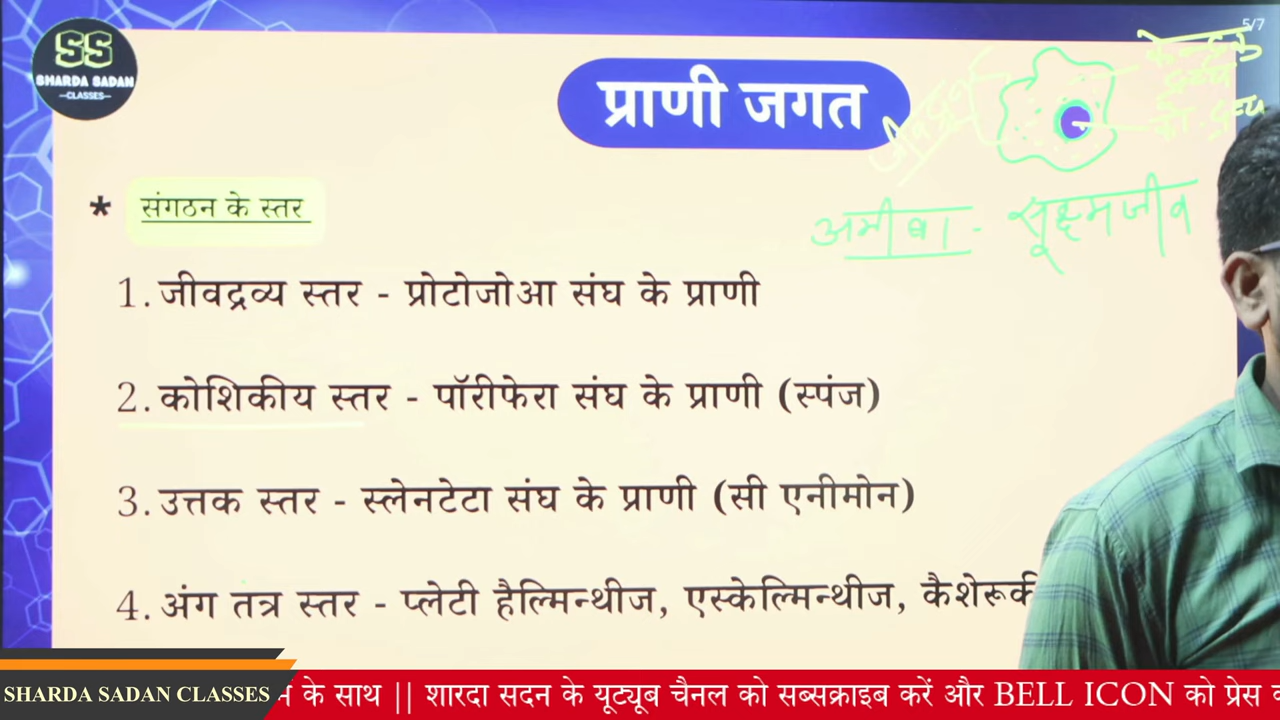 5/7
SS
SHARDA SADAN
CLASSES
प्राणी जगत
* संगठन के स्तर
अमीबा - सूक्ष्मजीव
1. जीवद्रव्य स्तर - प्रोटोजोआ संघ के प्राणी
2. कोशिकीय स्तर - पॉरीफेरा संघ के प्राणी (स्पंज)
3. उत्तक स्तर - स्लेनटेटा संघ के प्राणी (सी एनीमोन)
4. अंग तत्र स्तर - प्लेटी हैल्मिन्थीज, एस्केल्मिन्थीज, कैशेरूकी
SHARDA SADAN CLASSES
के साथ || शारदा सदन के यूट्यूब चैनल को सब्सक्राइब करें और BELL ICON को प्रेस